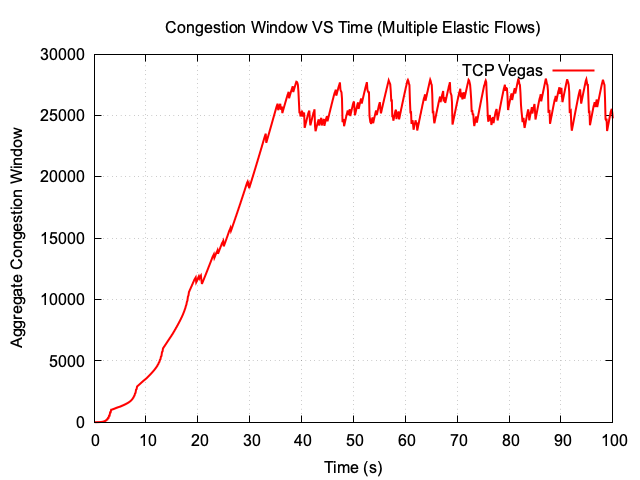 Congestion Window VS Time (Multiple Elastic Flows)
30000
TCP Vegas
25000
20000
15000
10000
5000
0
Aggregate Congestion Window
0 10 20 30 40 50 60 70 80 90 100
Time (s)